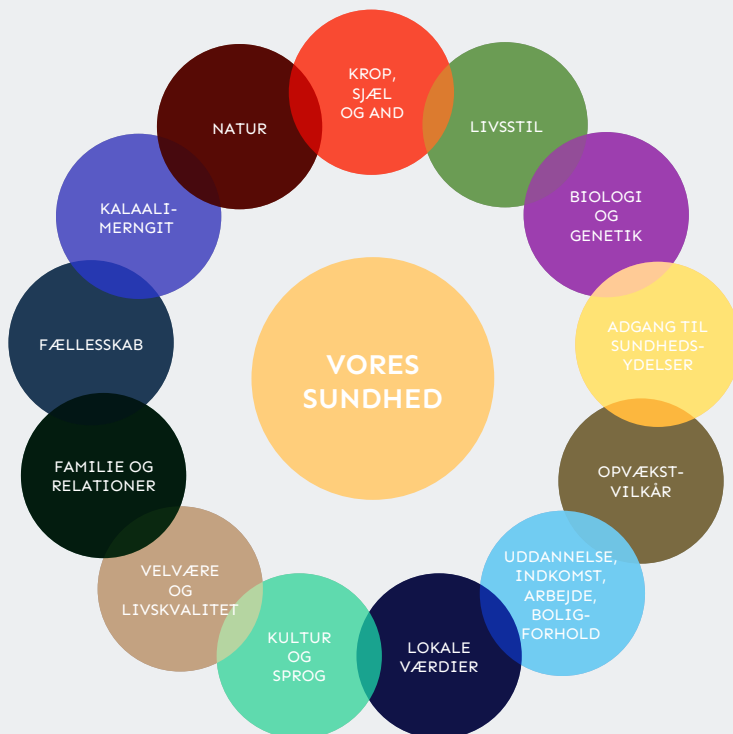 KROP,
SJÆL
OG AND
LIVSSTIL
BIOLOGI
OG
GENETIK
ADGANG TIL
SUNDHEDS-
YDELSER
OPVÆKST-
VILKÅR
UDDANNELSE,
INDKOMST,
ARBEJDE,
BOLIG-
FORHOLD
LOKALE
VÆRDIER
KULTUR
OG
SPROG
VELVÆRE
OG
LIVSKVALITET
FAMILIE OG
RELATIONER
FÆLLESSKAB
KALAALI-
MERNGIT
NATUR
VORES
SUNDHED